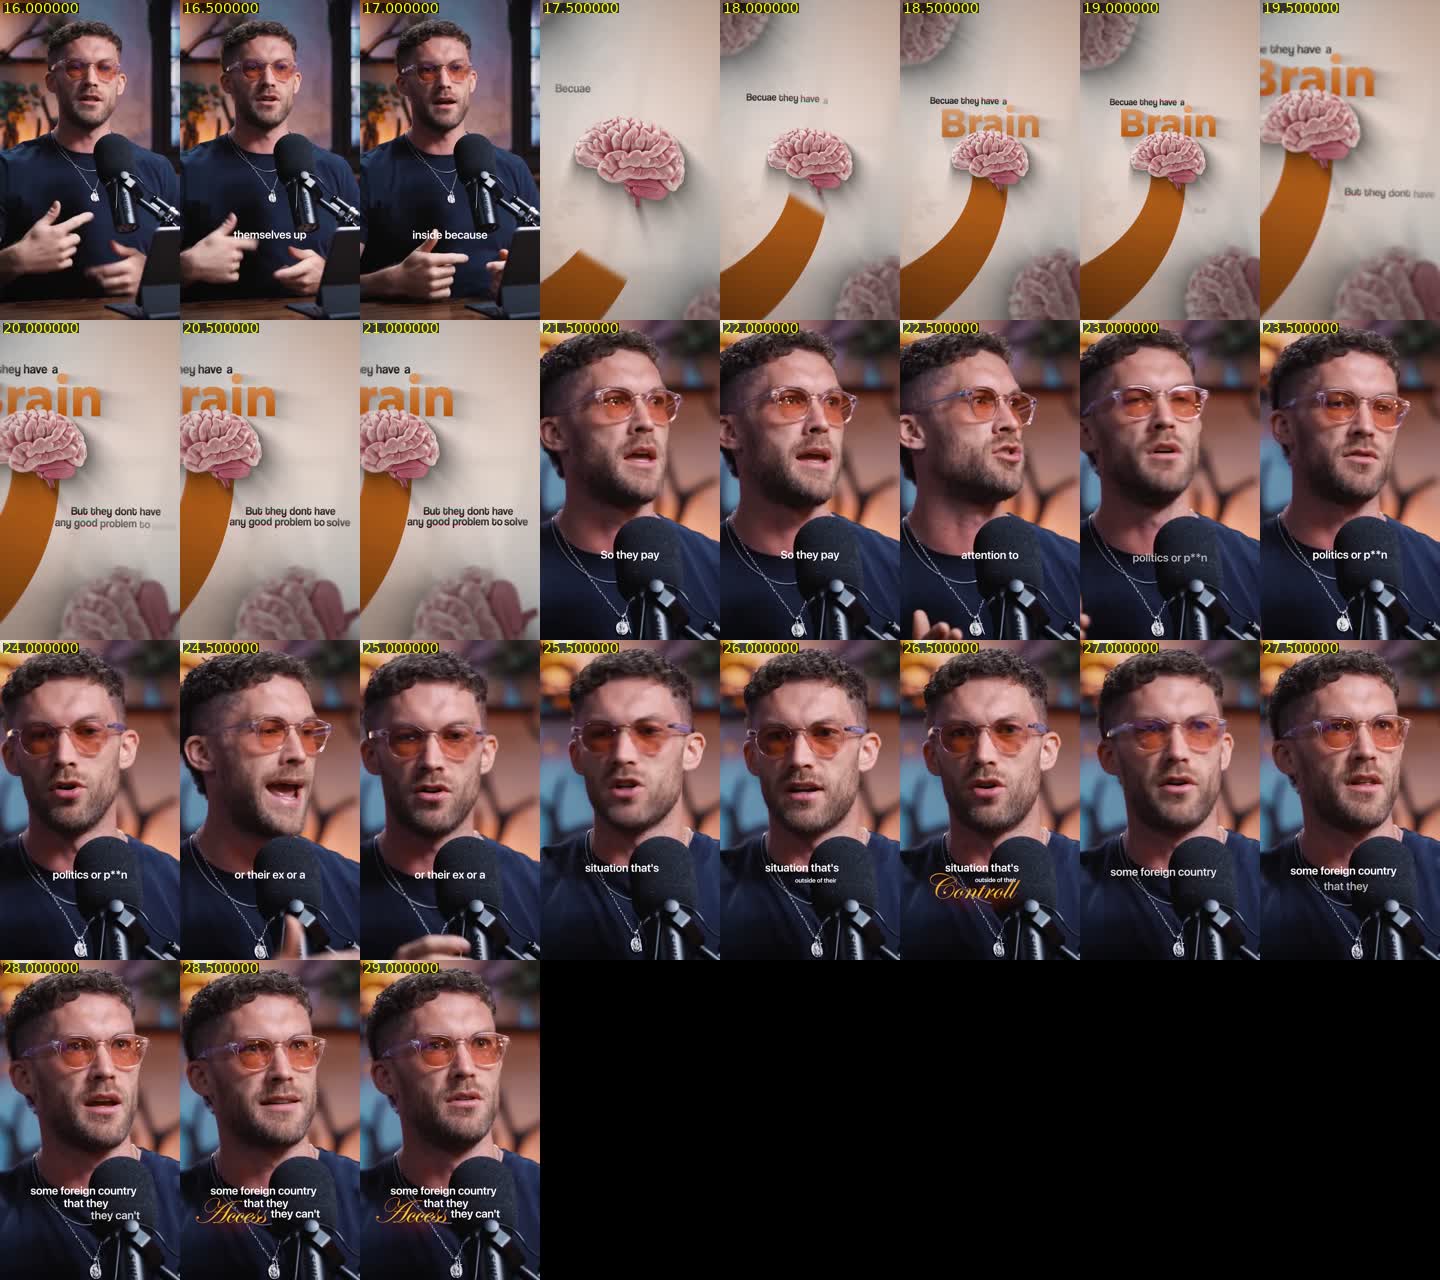 16.000000
16.500000
themselves up
17.000000
inside because
17.500000
Becuae
18.000000
Becuae they have a
18.500000
Becuae they have a
Brain
19.000000
Becuae they have a
Brain
19.500000
e they have a
Brain
But they dont have
20.000000
they have a
Brain
But they dont have
any good problem to
20.500000
ey have a
rain
But they dont have
any good problem to solve
21.000000
ey have a
rain
But they dont have
any good problem to solve
21.500000
So they pay
22.000000
So they pay
22.500000
attention to
23.000000
politics or p**n
23.500000
politics or p**n
24.000000
politics or p**n
24.500000
or their ex or a
25.000000
or their ex or a
25.500000
situation that's
26.000000
situation that's
outside of their
26.500000
situation that's
outside of their
Controll
27.000000
some foreign country
27.500000
some foreign country
that they
28.000000
some foreign country
that they
they can't
28.500000
some foreign country
that they
Access they can't
29.000000
some foreign country
that they
Access they can't